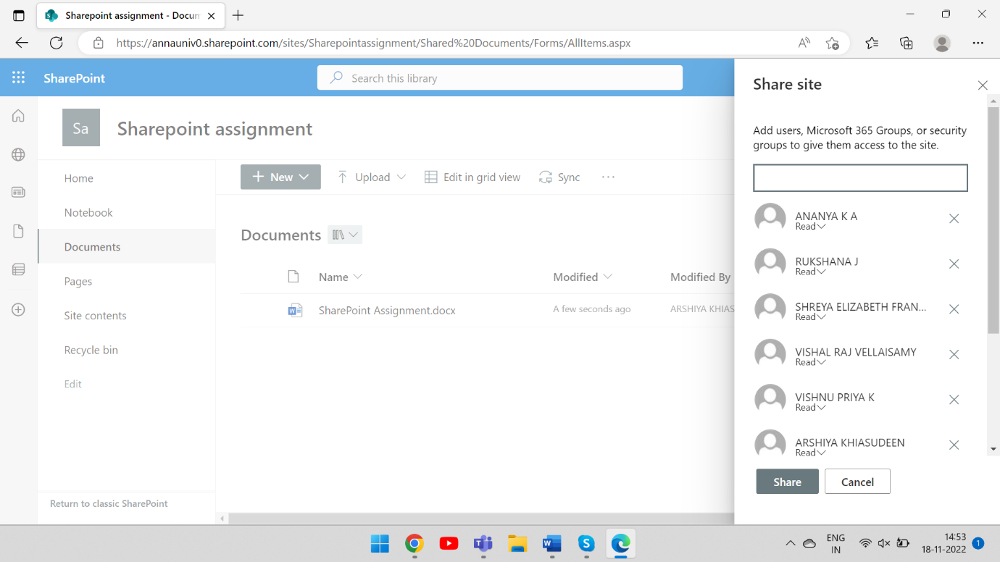 Sharepoint assignment - Docun
https://annauniv0.sharepoint.com/sites/Sharepointassignment/Shared%20Documents/Forms/AllItems.aspx
SharePoint
Search this library
Sa
Sharepoint assignment
Home
Notebook
Documents
Pages
Site contents
Recycle bin
Edit
Return to classic SharePoint
New
Upload
Edit in grid view
Sync
Documents
Name
Modified
Modified By
SharePoint Assignment.docx
A few seconds ago
ARSHIYA KHIAS
Share site
Add users, Microsoft 365 Groups, or security
groups to give them access to the site.
ANANYA K A
Read
RUKSHANA J
Read
SHREYA ELIZABETH FRAN...
Read
VISHAL RAJ VELLAISAMY
Read
VISHNU PRIYA K
Read
ARSHIYA KHIASUDEEN
Read
Share
Cancel
ENG
IN
14:53
18-11-2022
1